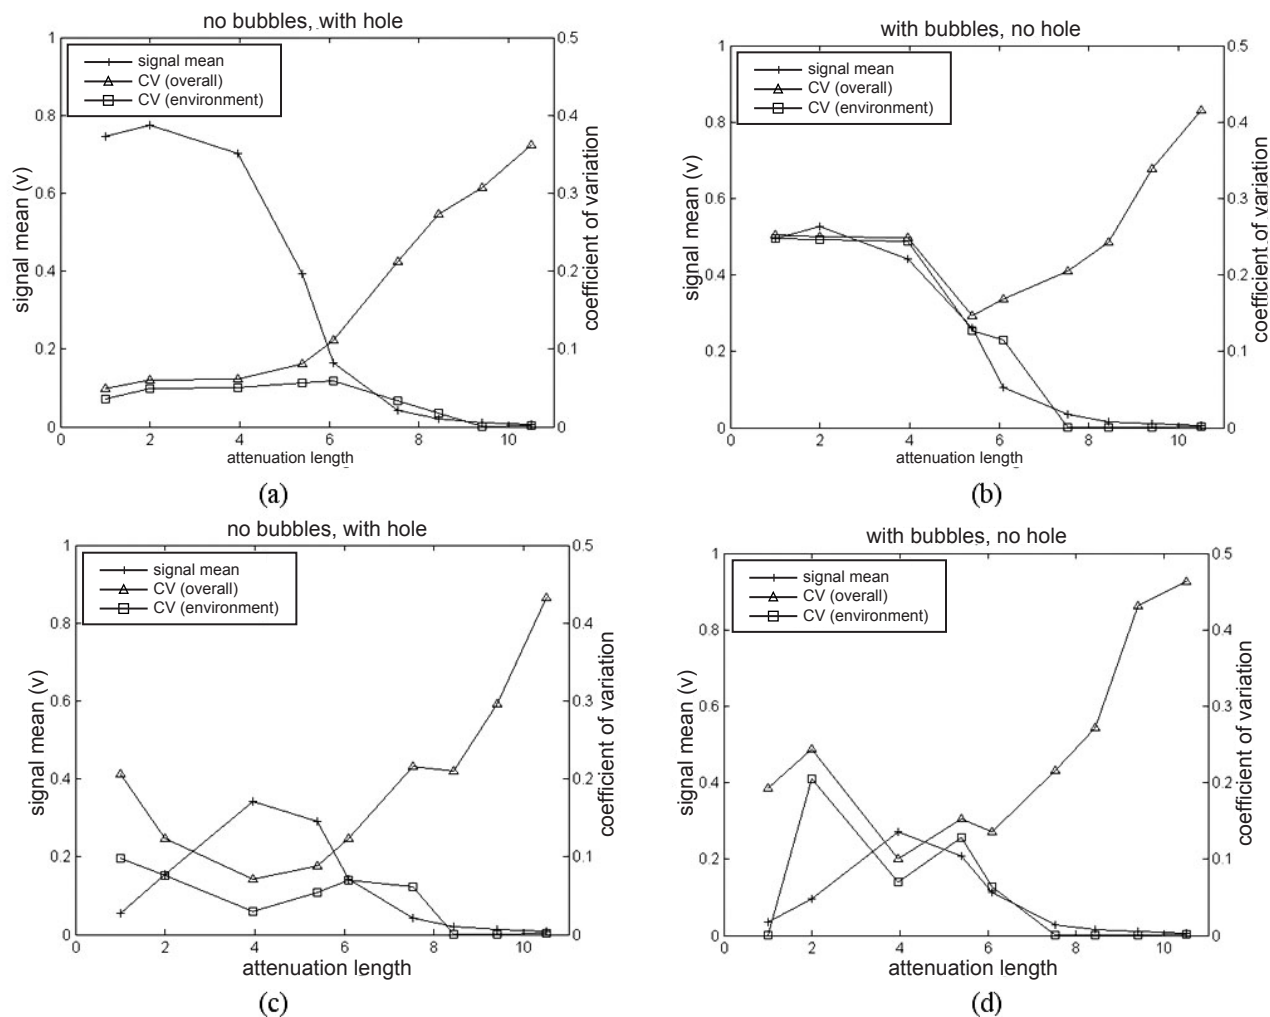 no bubbles, with hole
1
0.8
0.6
0.4
0.2
0
0.5
0.4
0.3
0.2
0.1
0
signal mean
CV (overall)
CV (environment)
signal mean (v)
coefficient of variation
0 2 4 6 8 10
attenuation length
(a)
with bubbles, no hole
1
0.8
0.6
0.4
0.2
0
0.5
0.4
0.3
0.2
0.1
0
signal mean
CV (overall)
CV (environment)
signal mean (v)
coefficient of variation
0 2 4 6 8 10
attenuation length
(b)
no bubbles, with hole
1
0.8
0.6
0.4
0.2
0
0.5
0.4
0.3
0.2
0.1
0
signal mean
CV (overall)
CV (environment)
signal mean (v)
coefficient of variation
0 2 4 6 8 10
attenuation length
(c)
with bubbles, no hole
1
0.8
0.6
0.4
0.2
0
0.5
0.4
0.3
0.2
0.1
0
signal mean
CV (overall)
CV (environment)
signal mean (v)
coefficient of variation
0 2 4 6 8 10
attenuation length
(d)